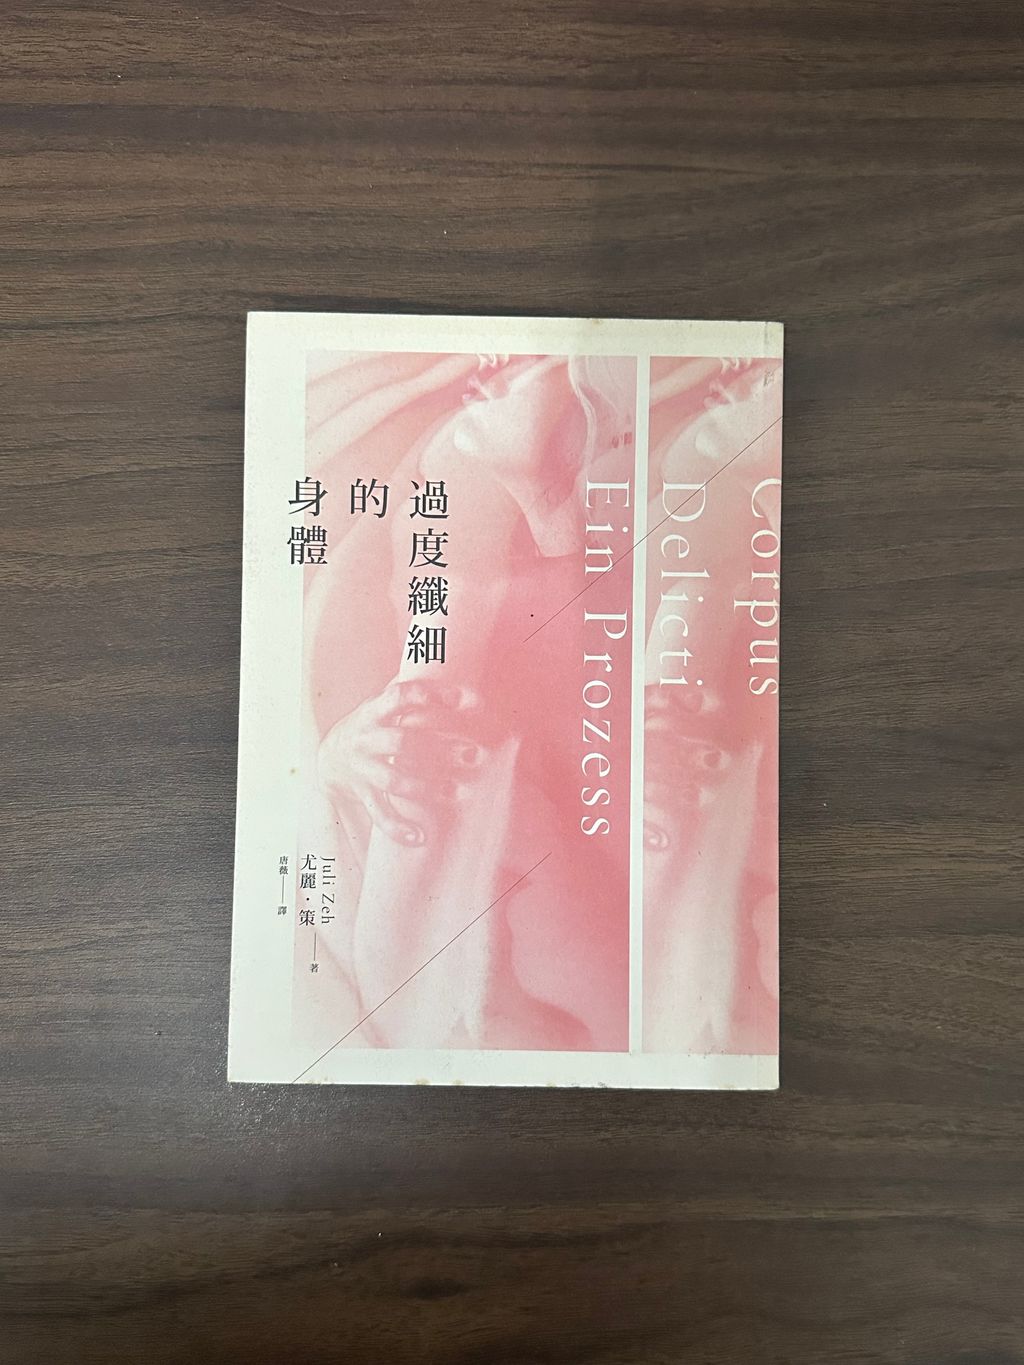 Corpus
Delicti
Ein Prozess
過度纖細
的
身體
Juli Zeh
尤麗・策——著
唐薇——譯